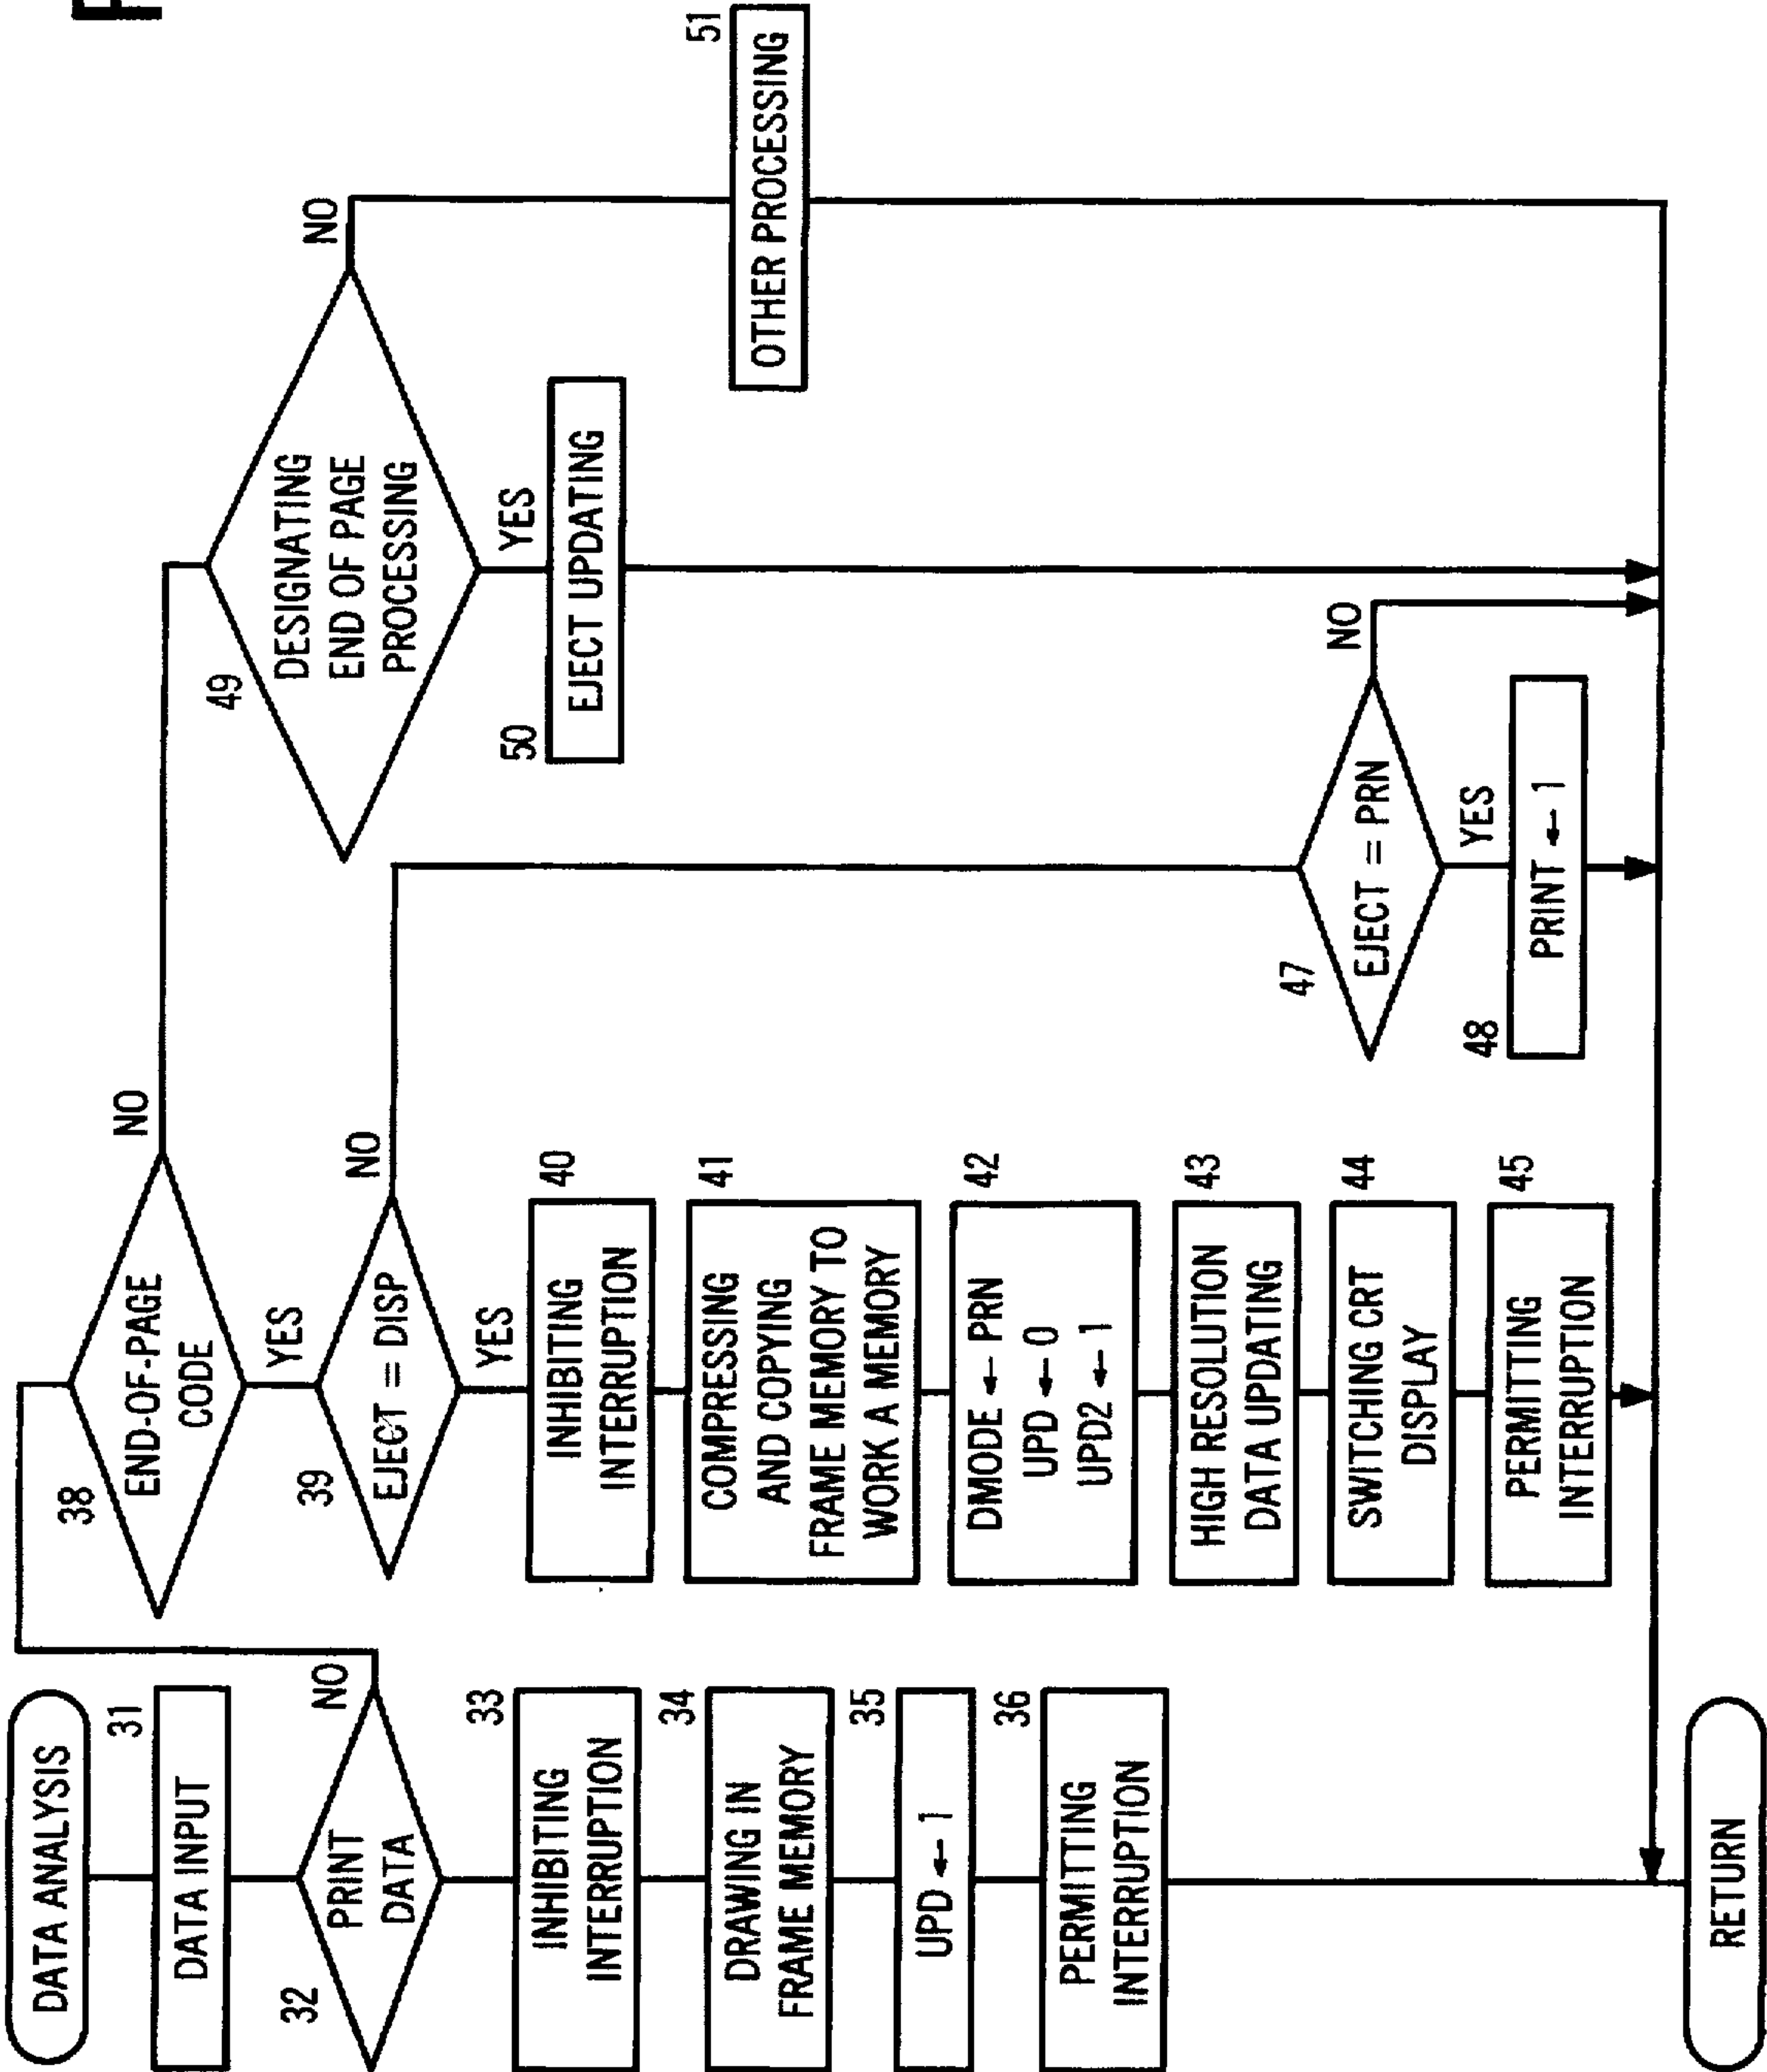 DATA ANALYSIS
31
DATA INPUT
32
PRINT
DATA
NO
33
INHIBITING
INTERRUPTION
34
DRAWING IN
FRAME MEMORY
35
UPD ← 1
36
PERMITTING
INTERRUPTION
RETURN
38
END-OF-PAGE
CODE
NO
YES
39
EJECT = DISP
NO
YES
40
INHIBITING
INTERRUPTION
41
COMPRESSING
AND COPYING
FRAME MEMORY TO
WORK A MEMORY
42
DMODE ← PRN
UPD ← 0
UPD2 ← 1
43
HIGH RESOLUTION
DATA UPDATING
44
SWITCHING CRT
DISPLAY
45
PERMITTING
INTERRUPTION
47
EJECT = PRN
NO
YES
48
PRINT ← 1
49
DESIGNATING
END OF PAGE
PROCESSING
NO
YES
50
EJECT UPDATING
51
OTHER PROCESSING